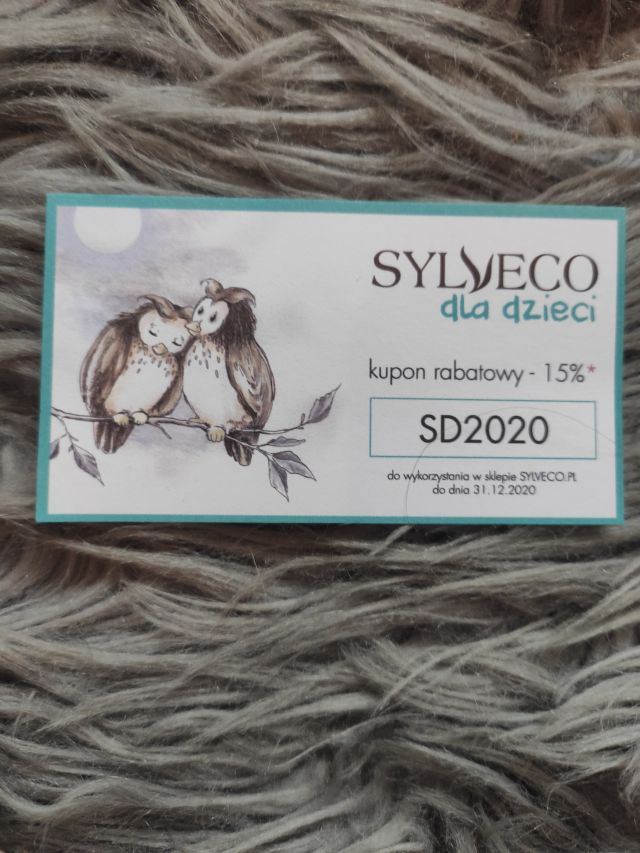 SYLVECO
dla dzieci
kupon rabatowy - 15%*
SD2020
do wykorzystania w sklepie SYLVECO.PL
do dnia 31.12.2020